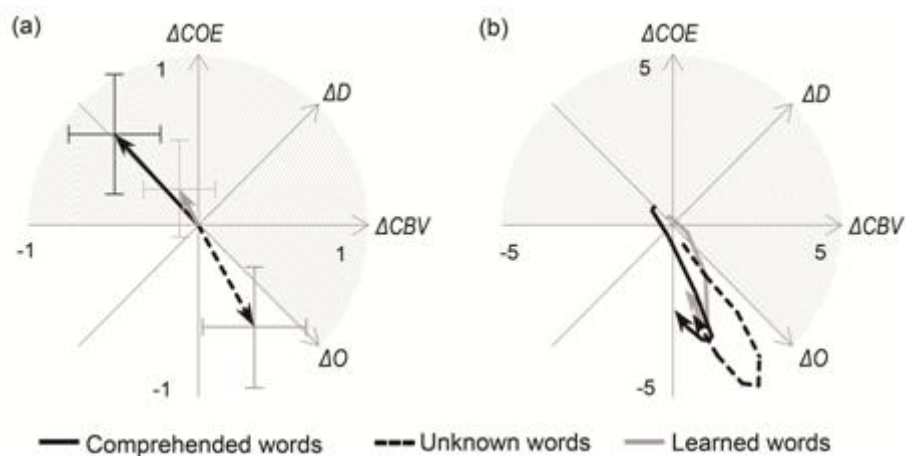 (a)
ΔCOE
1
ΔD
ΔCBV
-1
1
ΔO
-1
(b)
ΔCOE
5
ΔD
ΔCBV
-5
5
ΔO
-5
Comprehended words
Unknown words
Learned words